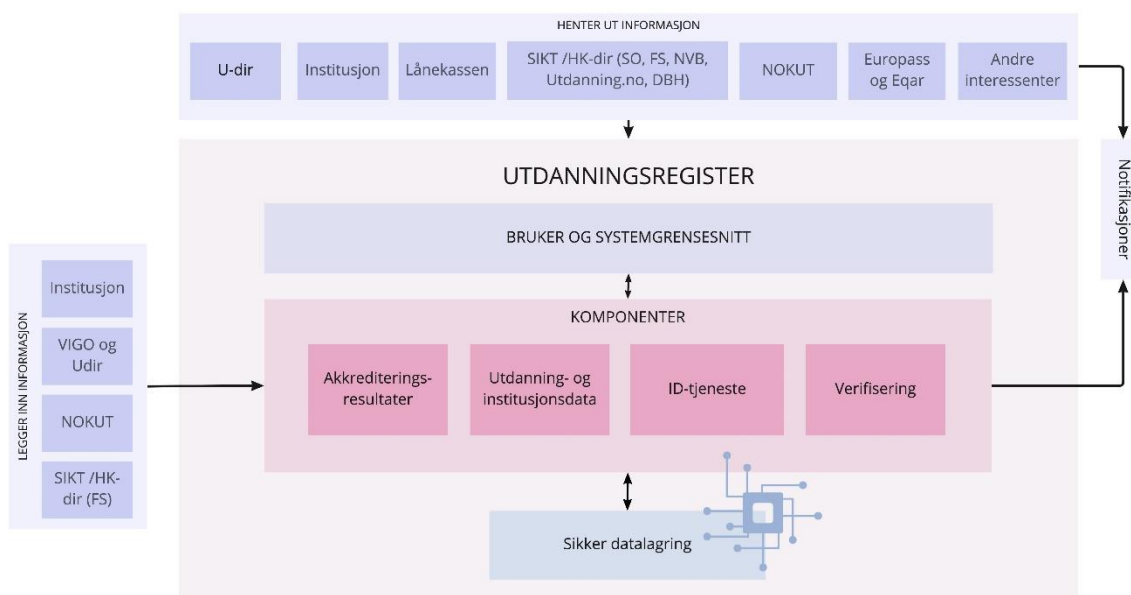 HENTER UT INFORMASJON
U-dir
Institusjon
Lånekassen
SIKT /HK-dir (SO, FS, NVB,
Utdanning.no, DBH)
NOKUT
Europass
og Eqar
Andre
interessenter
UTDANNINGSREGISTER
BRUKER OG SYSTEMGRENSESNITT
Notifikasjoner
LEGGER INN INFORMASJON
Institusjon
VIGO og
Udir
NOKUT
SIKT /HK-
dir (FS)
KOMPONENTER
Akkrediterings-
resultater
Utdanning- og
institusjonsdata
ID-tjeneste
Verifisering
Sikker datalagring